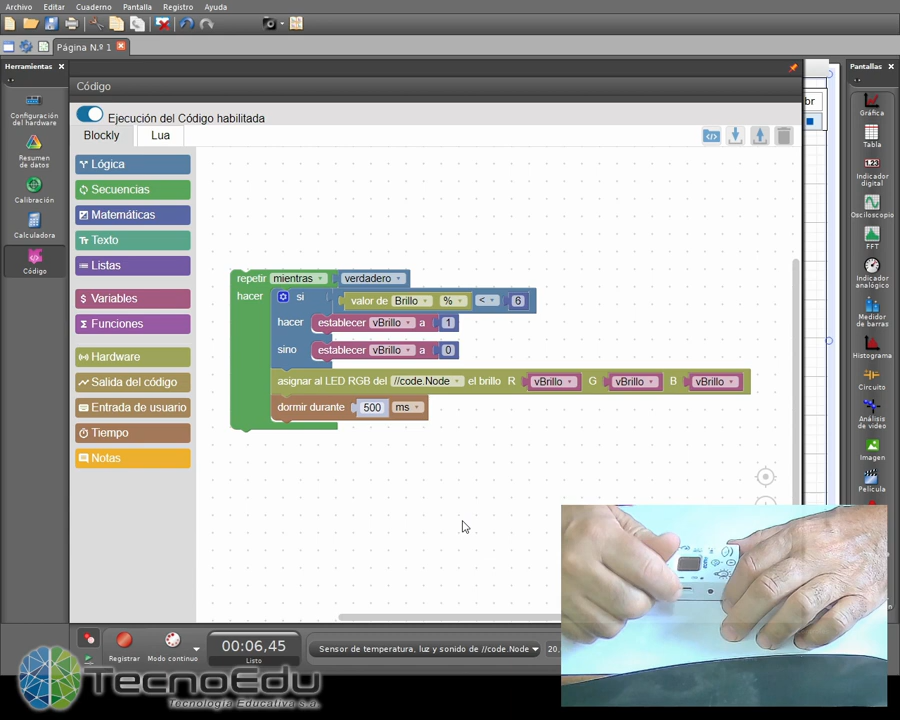 Archivo Editar Cuaderno Pantalla Registro Ayuda
Página N.º 1
Herramientas
Pantallas
Código
br
Ejecución del Código habilitada
Blockly
Lua
Configuración
del hardware
Resumen
de datos
Calibración
Calculadora
Código
Lógica
Secuencias
Matemáticas
Texto
Listas
Variables
Funciones
Hardware
Salida del código
Entrada de usuario
Tiempo
Notas
repetir mientras verdadero
hacer si valor de Brillo % < 6
hacer establecer vBrillo a 1
sino establecer vBrillo a 0
asignar al LED RGB del //code.Node el brillo R vBrillo G vBrillo B vBrillo
dormir durante 500 ms
Gráfica
Tabla
1.23
Indicador
digital
Osciloscopio
FFT
Indicador
analógico
Medidor
de barras
Histograma
Circuito
Análisis
de video
Imagen
Película
Registrar
Modo continuo
00:06,45
Listo
Sensor de temperatura, luz y sonido de //code.Node
20.
TECNOEDU
Tecnología Educativa s.a.